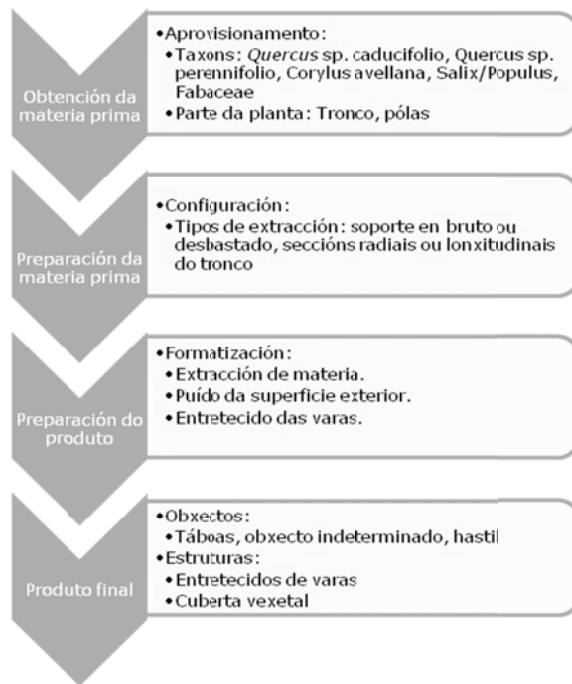 Obtención da
materia prima
•Aprovisionamento:
•Taxons: Quercus sp. caducifolio, Quercus sp.
perennifolio, Corylus avellana, Salix/Populus,
Fabaceae
•Parte da planta: Tronco, pólas
Preparación da
materia prima
•Configuración:
•Tipos de extracción: soporte en bruto ou
desbastado, seccións radiais ou lonxitudinais
do tronco
Preparación do
produto
•Formatización:
•Extracción de materia.
•Puído da superficie exterior.
•Entretecido das varas.
Produto final
•Obxectos:
•Táboas, obxecto indeterminado, hastil
•Estruturas:
•Entretecidos de varas
•Cuberta vexetal